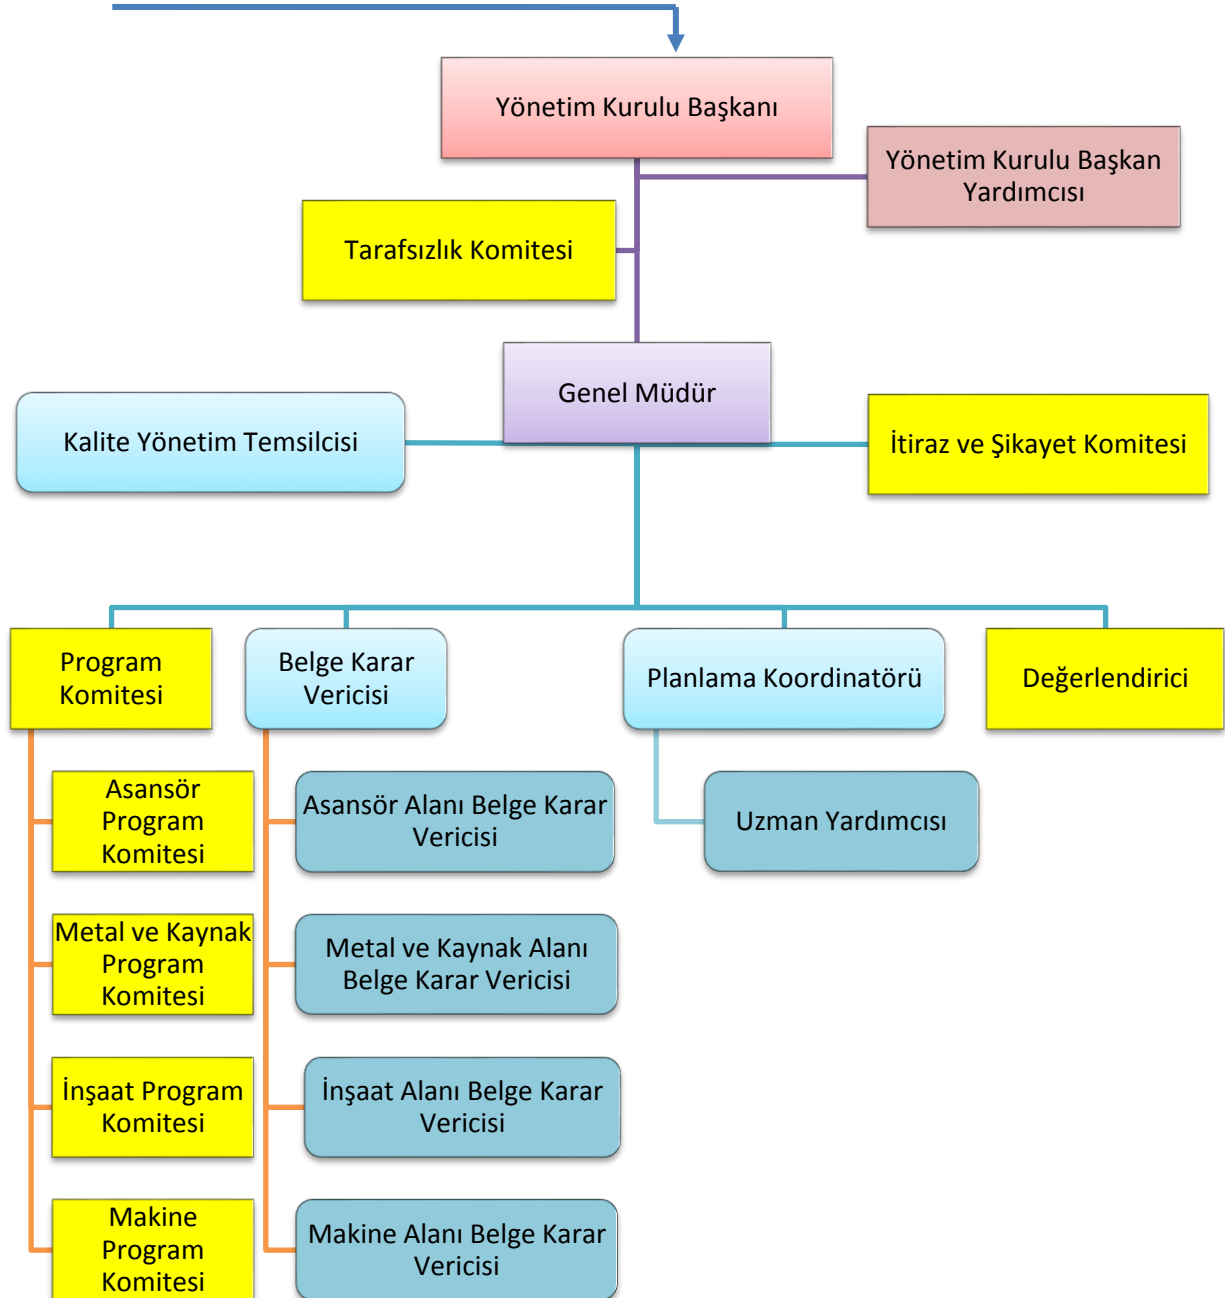 Yönetim Kurulu Başkanı
Yönetim Kurulu Başkan
Yardımcısı
Tarafsızlık Komitesi
Genel Müdür
Kalite Yönetim Temsilcisi
İtiraz ve Şikayet Komitesi
Program
Komitesi
Belge Karar
Vericisi
Planlama Koordinatörü
Değerlendirici
Asansör
Program
Komitesi
Asansör Alanı Belge Karar
Vericisi
Uzman Yardımcısı
Metal ve Kaynak
Program
Komitesi
Metal ve Kaynak Alanı
Belge Karar Vericisi
İnşaat Program
Komitesi
İnşaat Alanı Belge Karar
Vericisi
Makine
Program
Komitesi
Makine Alanı Belge Karar
Vericisi